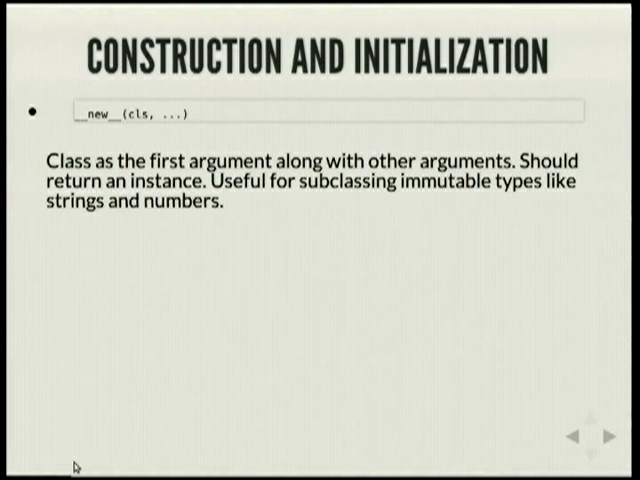 CONSTRUCTION AND INITIALIZATION
__new__(cls, ...)
Class as the first argument along with other arguments. Should
return an instance. Useful for subclassing immutable types like
strings and numbers.